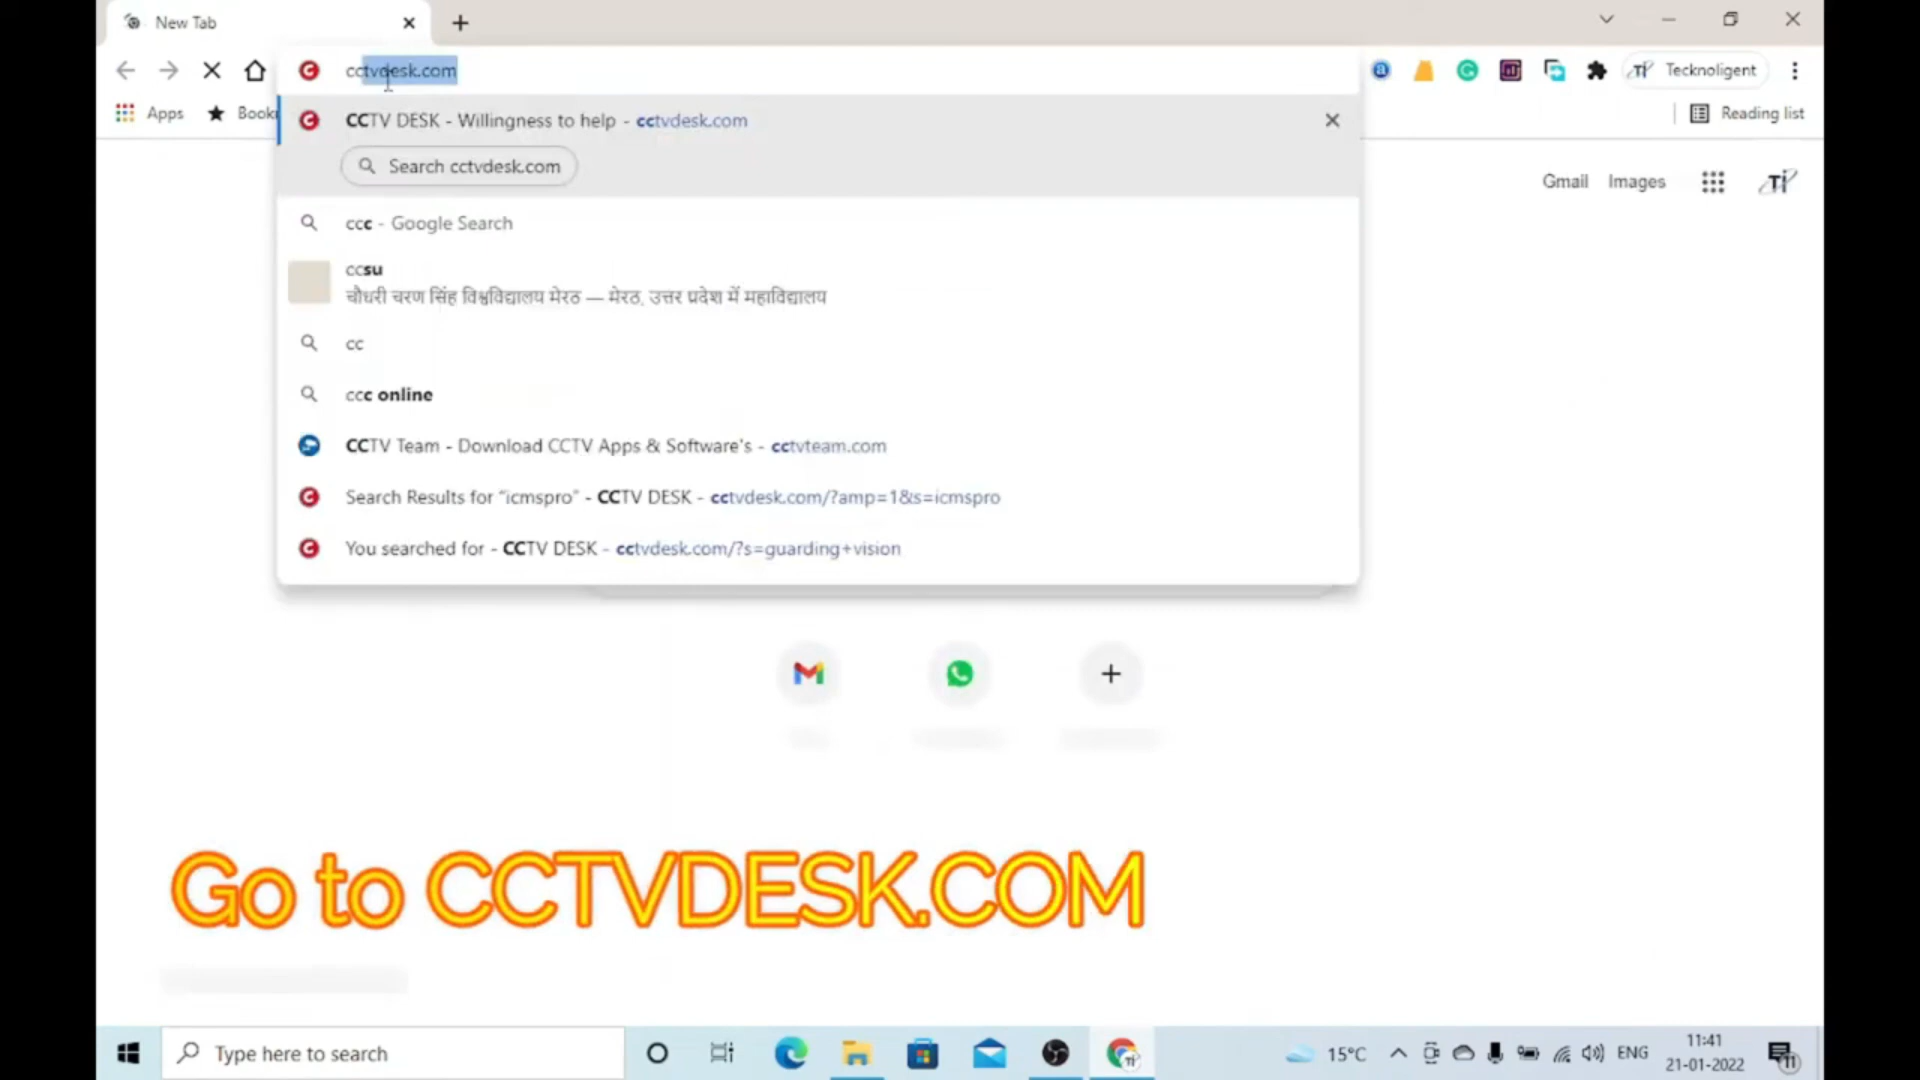 New Tab
cctvdesk.com
Tecknoligent
Apps
Book
Reading list
CCTV DESK - Willingness to help - cctvdesk.com
Search cctvdesk.com
Gmail
Images
ccc - Google Search
ccsu
चौधरी चरण सिंह विश्वविद्यालय मेरठ — मेरठ, उत्तर प्रदेश में महाविद्यालय
cc
ccc online
CCTV Team - Download CCTV Apps & Software's - cctvteam.com
Search Results for "icmspro" - CCTV DESK - cctvdesk.com/?amp=1&s=icmspro
You searched for - CCTV DESK - cctvdesk.com/?s=guarding+vision
Go to CCTVDESK.COM
Type here to search
15°C
ENG
11:41
21-01-2022
11